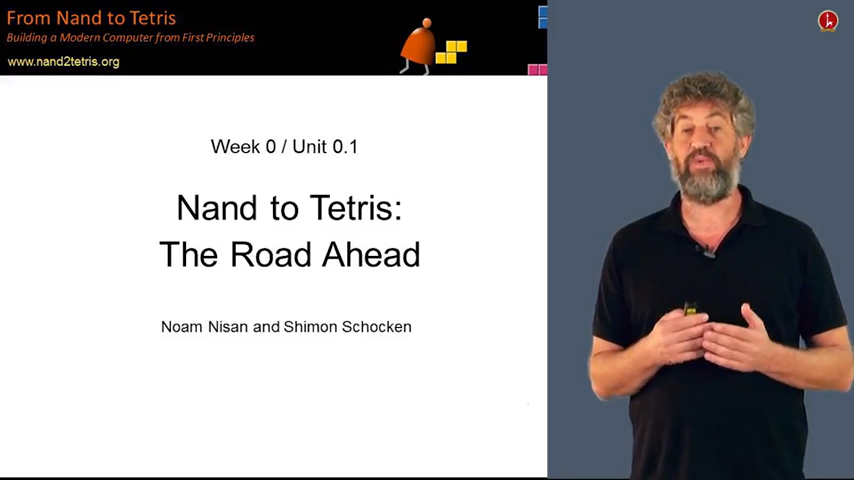 From Nand to Tetris
Building a Modern Computer from First Principles
www.nand2tetris.org
Week 0 / Unit 0.1
Nand to Tetris:
The Road Ahead
Noam Nisan and Shimon Schocken